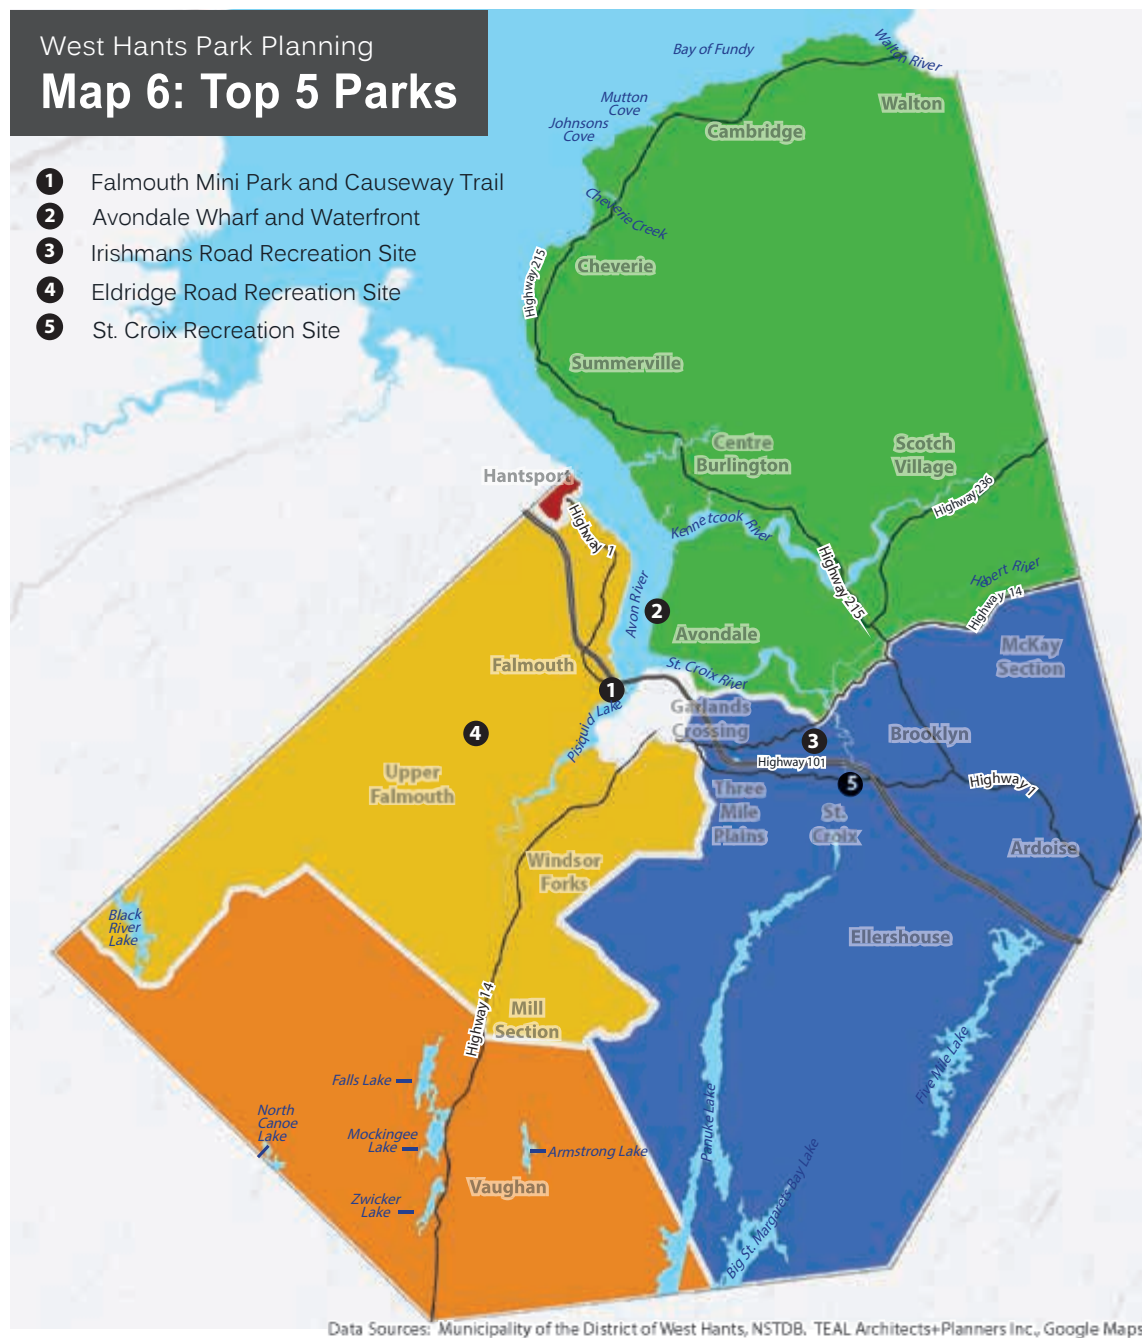 West Hants Park Planning
Map 6: Top 5 Parks
1 Falmouth Mini Park and Causeway Trail
2 Avondale Wharf and Waterfront
3 Irishmans Road Recreation Site
4 Eldridge Road Recreation Site
5 St. Croix Recreation Site
Bay of Fundy
Walton River
Walton
Mutton
Cove
Johnsons
Cove
Cambridge
Cheverie Creek
Cheverie
Highway 215
Summerville
Centre
Burlington
Scotch
Village
Hantsport
Highway 236
Highway 1
Kennetcook River
Highway 215
Hebert River
Highway 14
Avon River
2
Avondale
McKay
Section
Falmouth
St. Croix River
1
Pisiquid Lake
Garlands
Crossing
4
3
Brooklyn
Highway 101
Upper
Falmouth
5
Highway 1
Three
Mile
Plains
St.
Croix
Ardoise
Windsor
Forks
Black
River
Lake
Ellershouse
Highway 14
Mill
Section
Five Mile Lake
Falls Lake
North
Canoe
Lake
Mockingee
Lake
Armstrong Lake
Panuke Lake
Vaughan
Zwicker
Lake
Big St. Margarets Bay Lake
Data Sources: Municipality of the District of West Hants, NSTDB, TEAL Architects+Planners Inc., Google Maps